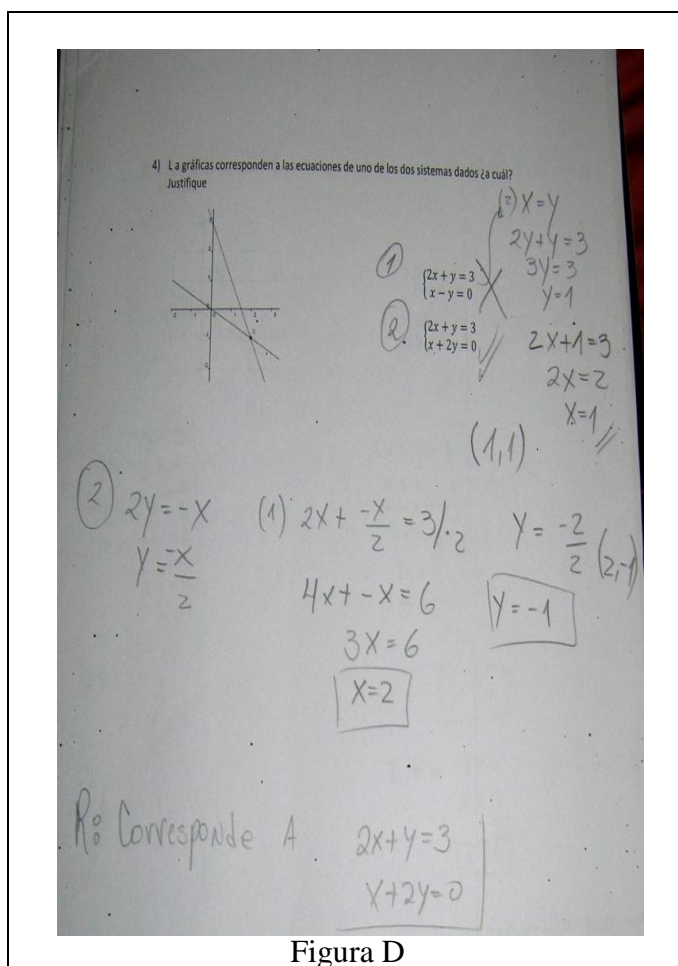 4) L a gráficas corresponden a las ecuaciones de uno de los dos sistemas dados ¿a cuál?
Justifique
(2) X=Y
2Y+Y=3
3Y=3
Y=1
1
2x + y = 3
x − y = 0
2.
2x + y = 3
x + 2y = 0
2X+1=3
2X=2
X=1
(1,1)
2
2Y=-X
Y=-X/2
(1) 2X+ -X/2 =3/·2
4X+-X=6
3X=6
X=2
Y= -2/2 (2,-1)
Y=-1
R: Corresponde A
2X+Y=3
X+2Y=0
Figura D